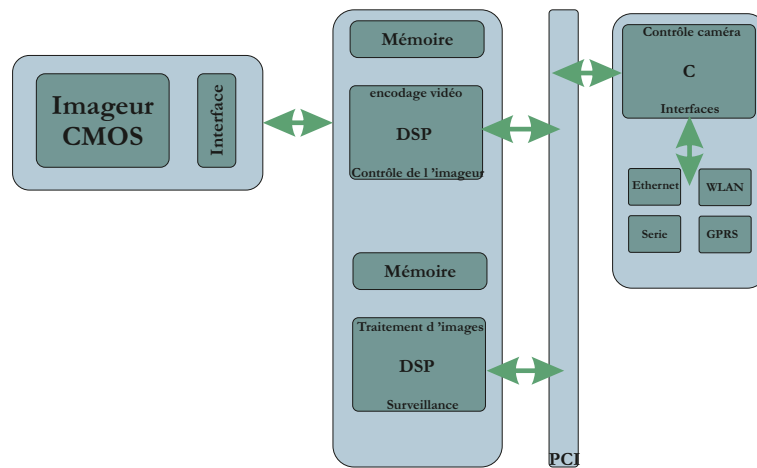 Imageur
CMOS
Interface
Mémoire
encodage vidéo
DSP
Contrôle de l 'imageur
Mémoire
Traitement d 'images
DSP
Surveillance
PCI
Contrôle caméra
C
Interfaces
Ethernet
WLAN
Serie
GPRS